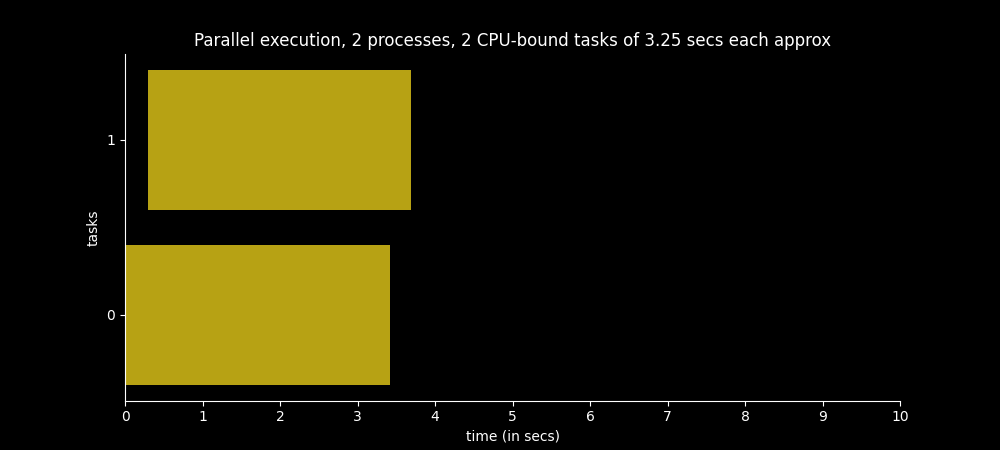 Parallel execution, 2 processes, 2 CPU-bound tasks of 3.25 secs each approx
1
tasks
0
0 1 2 3 4 5 6 7 8 9 10
time (in secs)